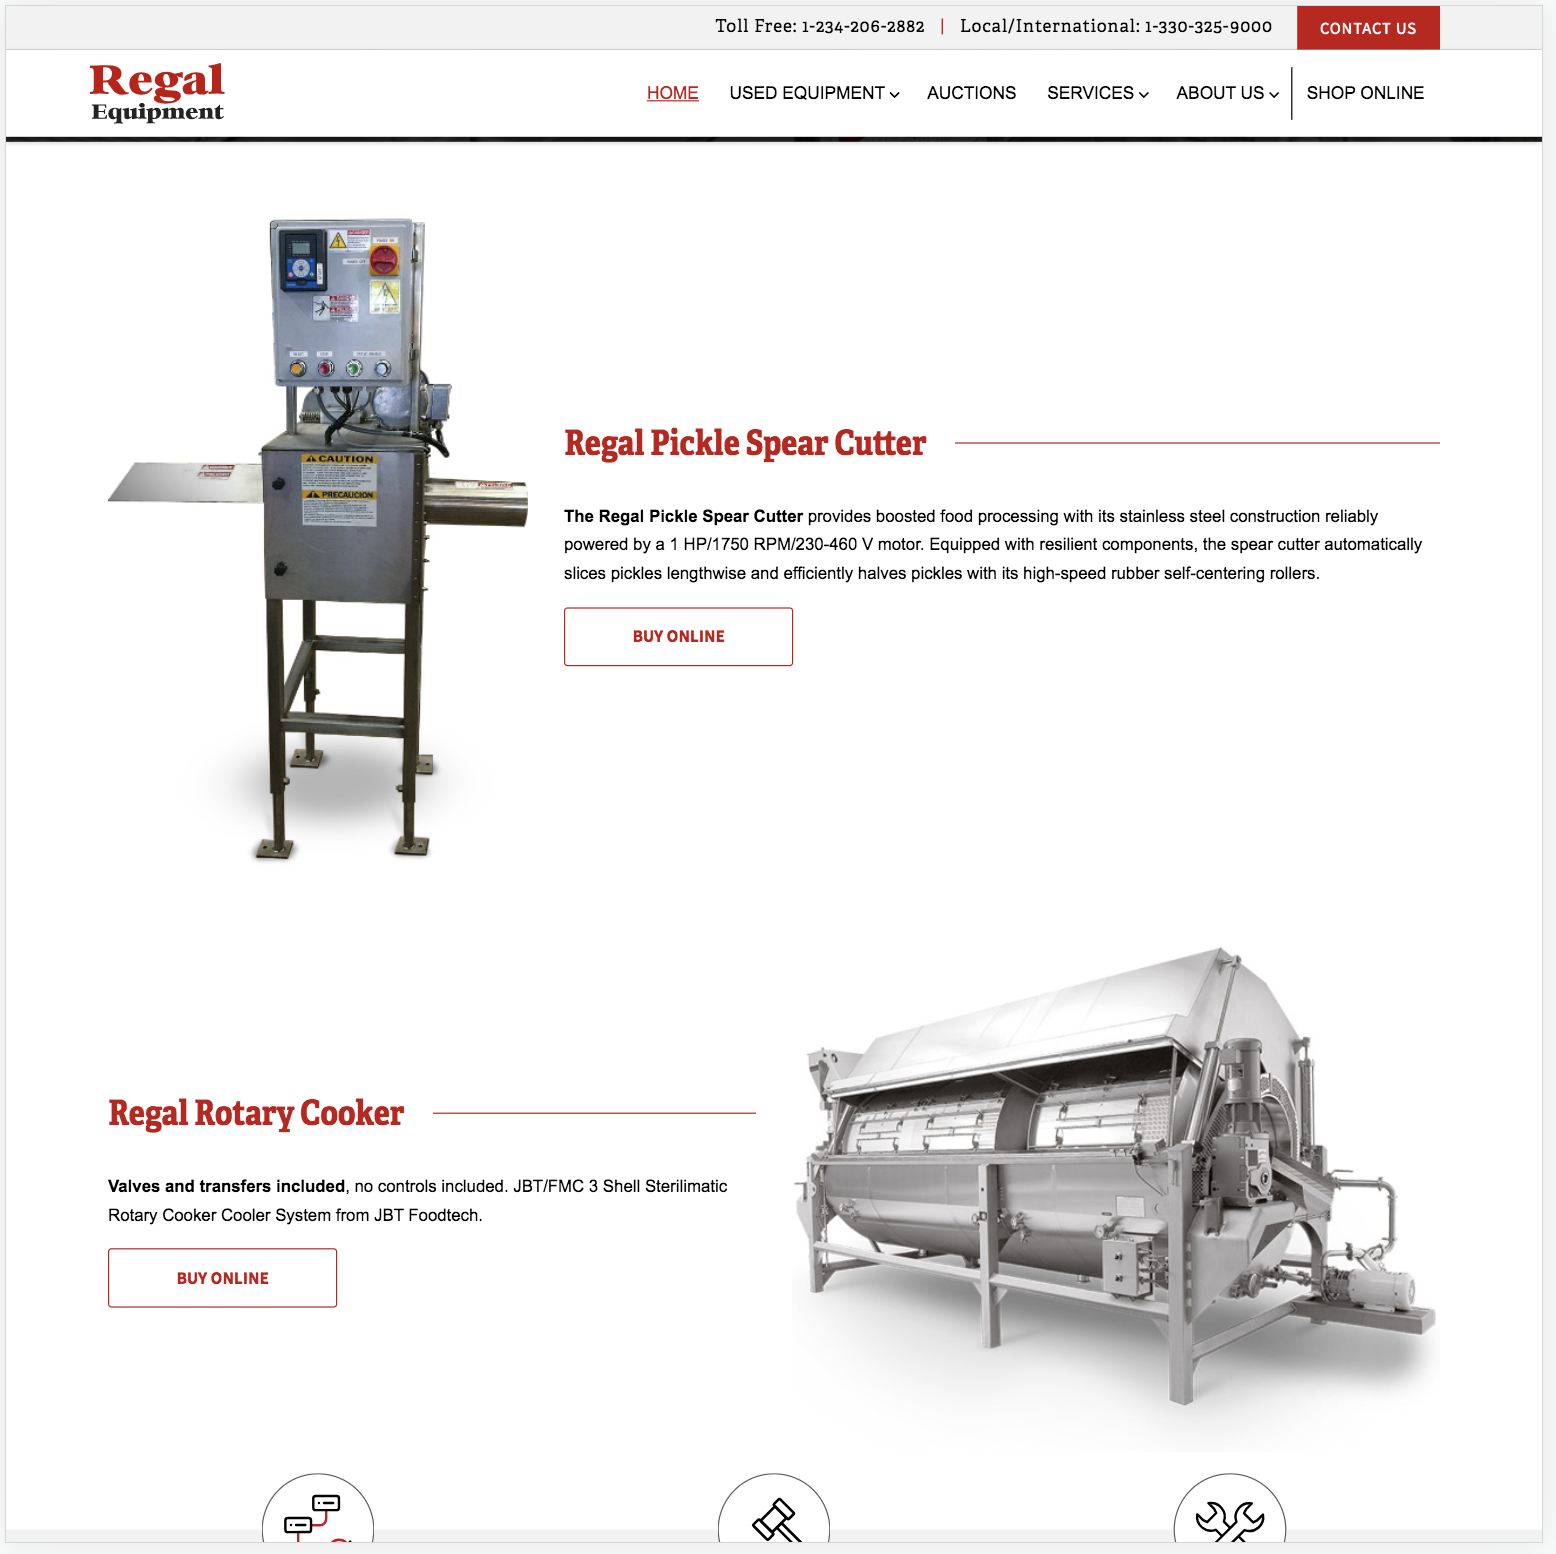 Toll Free: 1-234-206-2882 | Local/International: 1-330-325-9000 CONTACT US
Regal
Equipment
HOME USED EQUIPMENT AUCTIONS SERVICES ABOUT US SHOP ONLINE
CAUTION
PRECAUCION
Regal Pickle Spear Cutter
The Regal Pickle Spear Cutter provides boosted food processing with its stainless steel construction reliably
powered by a 1 HP/1750 RPM/230-460 V motor. Equipped with resilient components, the spear cutter automatically
slices pickles lengthwise and efficiently halves pickles with its high-speed rubber self-centering rollers.
BUY ONLINE
Regal Rotary Cooker
Valves and transfers included, no controls included. JBT/FMC 3 Shell Sterilimatic
Rotary Cooker Cooler System from JBT Foodtech.
BUY ONLINE